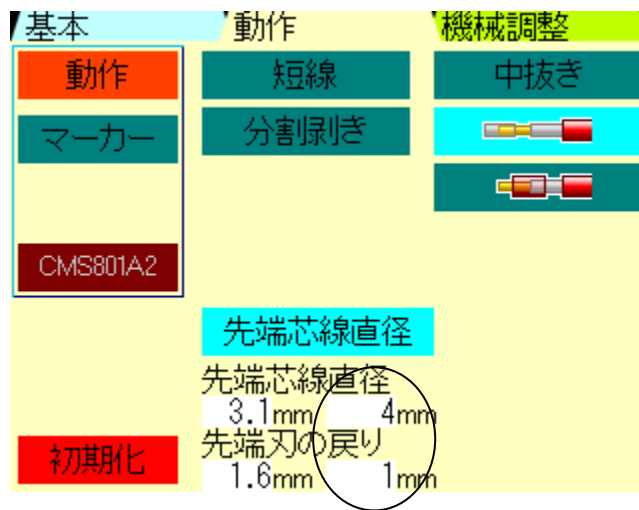 基本 動作 機械調整
動作 短線 中抜き
マーカー 分割剥き
CMS801A2
先端芯線直径
先端芯線直径
3.1mm 4mm
先端刃の戻り
初期化
1.6mm 1mm